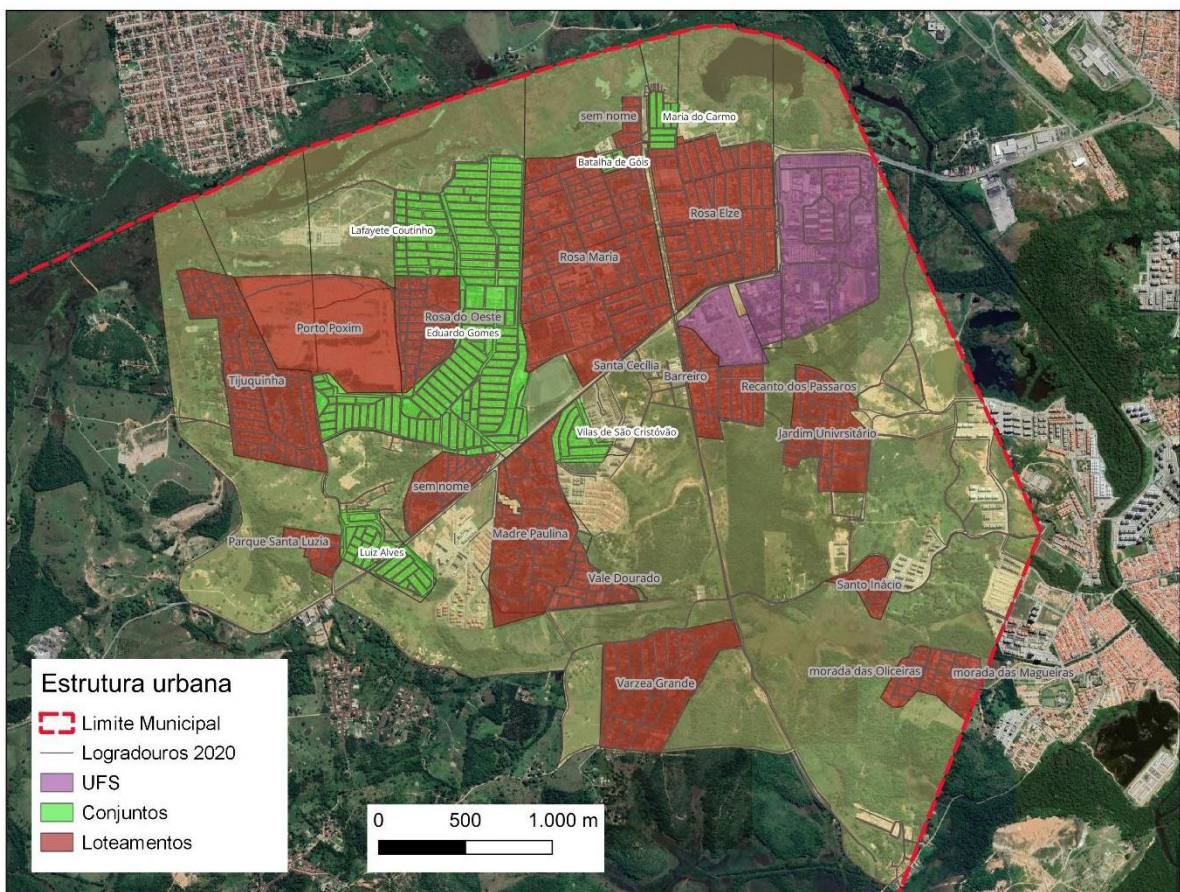 sem nome
Maria do Carmo
Batalha de Góis
Rosa Elze
Lafayete Coutinho
Rosa Maria
Rosa do Oeste
Porto Poxim
Eduardo Gomes
Santa Cecília
Barreiro
Tijuquinha
Recanto dos Passaros
Vilas de São Cristóvão
Jardim Univrsitário
sem nome
Madre Paulina
Parque Santa Luzia
Luiz Alves
Vale Dourado
Santo Inácio
morada das Oliceiras
morada das Magueiras
Varzea Grande
Estrutura urbana
Limite Municipal
Logradouros 2020
UFS
Conjuntos
Loteamentos
0 500 1.000 m